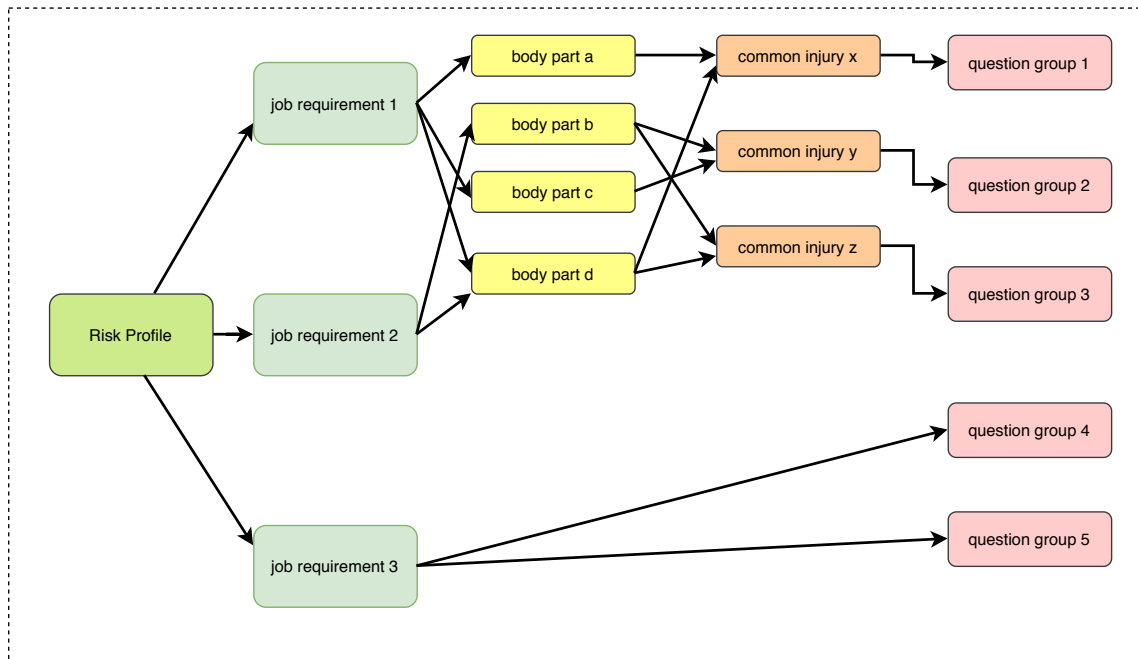 Risk Profile
job requirement 1
job requirement 2
job requirement 3
body part a
body part b
body part c
body part d
common injury x
common injury y
common injury z
question group 1
question group 2
question group 3
question group 4
question group 5